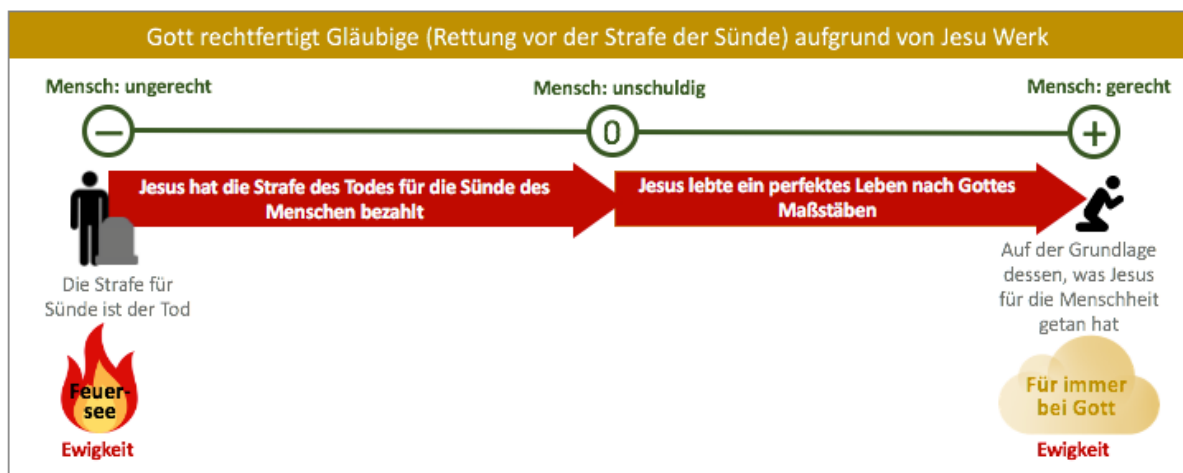 Gott rechtfertigt Gläubige (Rettung vor der Strafe der Sünde) aufgrund von Jesu Werk
Mensch: ungerecht
Mensch: unschuldig
Mensch: gerecht
–
0
+
Jesus hat die Strafe des Todes für die Sünde des
Menschen bezahlt
Jesus lebte ein perfektes Leben nach Gottes
Maßstäben
Die Strafe für
Sünde ist der Tod
Auf der Grundlage
dessen, was Jesus
für die Menschheit
getan hat
Feuer-
see
Ewigkeit
Für immer
bei Gott
Ewigkeit